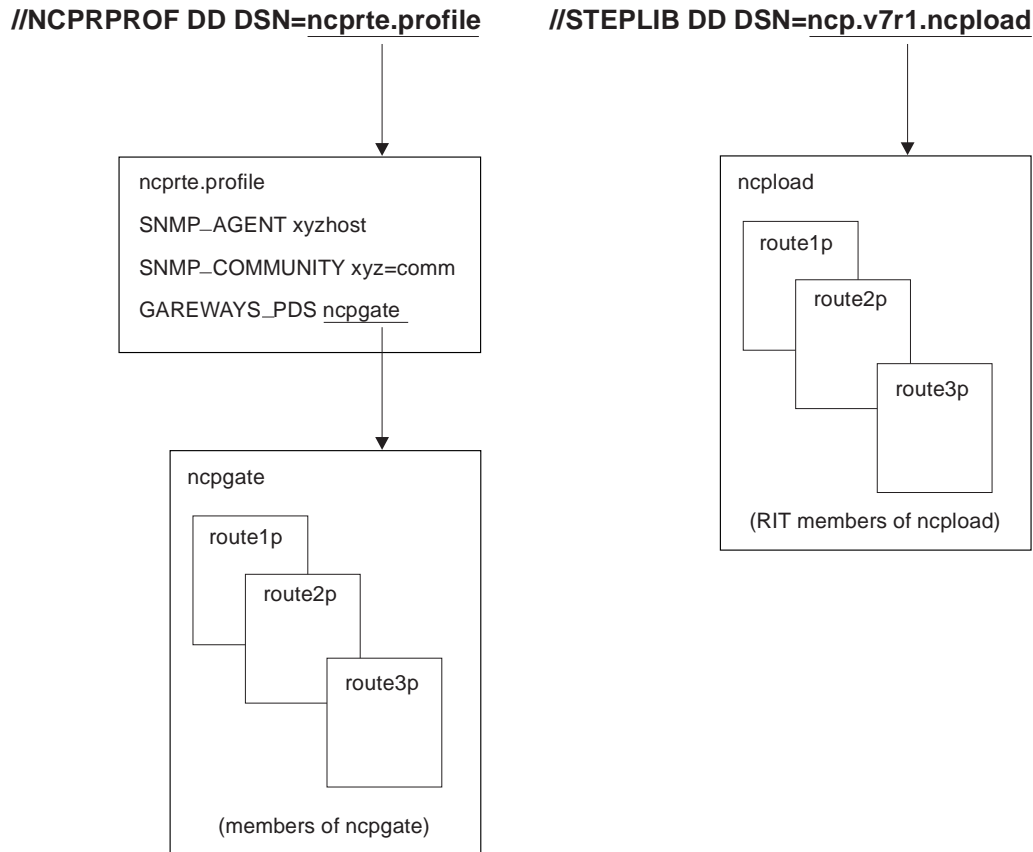 //NCPRPROF DD DSN=ncprte.profile
//STEPLIB DD DSN=ncp.v7r1.ncpload
ncprte.profile
SNMP_AGENT xyzhost
SNMP_COMMUNITY xyz=comm
GAREWAYS_PDS ncpgate
ncpload
route1p
route2p
route3p
(RIT members of ncpload)
ncpgate
route1p
route2p
route3p
(members of ncpgate)